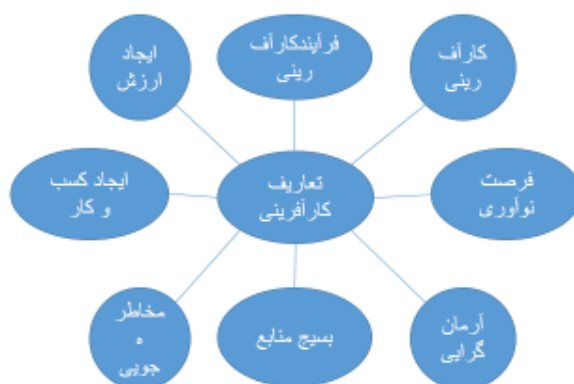 ایجاد
ارزش
فرآیندکارآف
رینی
کارآف
رینی
ایجاد کسب
و کار
تعاریف
کارآفرینی
فرصت
نوآوری
مخاطر
ه
جویی
بسیج منابع
آرمان
گرایی